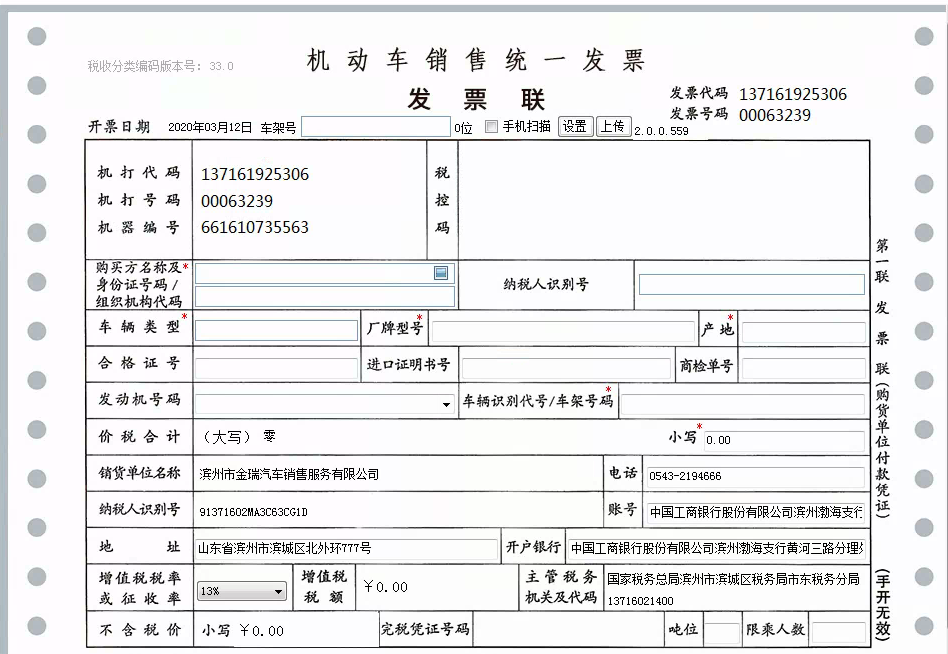 税收分类编码版本号：33.0
机动车销售统一发票
发票联
发票代码 137161925306
发票号码 00063239
开票日期 2020年03月12日 车架号 0位 手机扫描 设置 上传 2.0.0.559
机打代码 137161925306
机打号码 00063239
机器编号 661610735563
税控码
购买方名称及*
身份证号码/
组织机构代码
纳税人识别号
车辆类型* 厂牌型号* 产地*
合格证号 进口证明书号 商检单号
发动机号码 车辆识别代号/车架号码*
价税合计 （大写） 零 小写* 0.00
销货单位名称 滨州市金瑞汽车销售服务有限公司 电话 0543-2194666
纳税人识别号 91371602MA3C63CG1D 账号 中国工商银行股份有限公司滨州渤海支行
地址 山东省滨州市滨城区北外环777号 开户银行 中国工商银行股份有限公司滨州渤海支行黄河三路分理
增值税税率
或征收率
13%
增值税
税额
￥0.00
主管税务
机关及代码
国家税务总局滨州市滨城区税务局市东税务分局
13716021400
不含税价 小写 ￥0.00 完税凭证号码 吨位 限乘人数
第一联 发票联（购货单位付款凭证）
（手开无效）